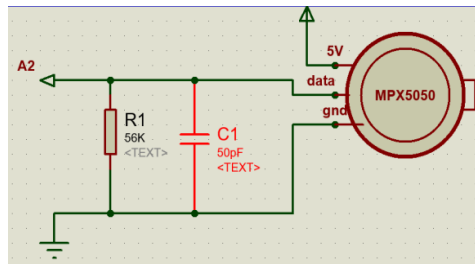 5V
A2
data
MPX5050
gnd
R1
56K
<TEXT>
C1
50pF
<TEXT>